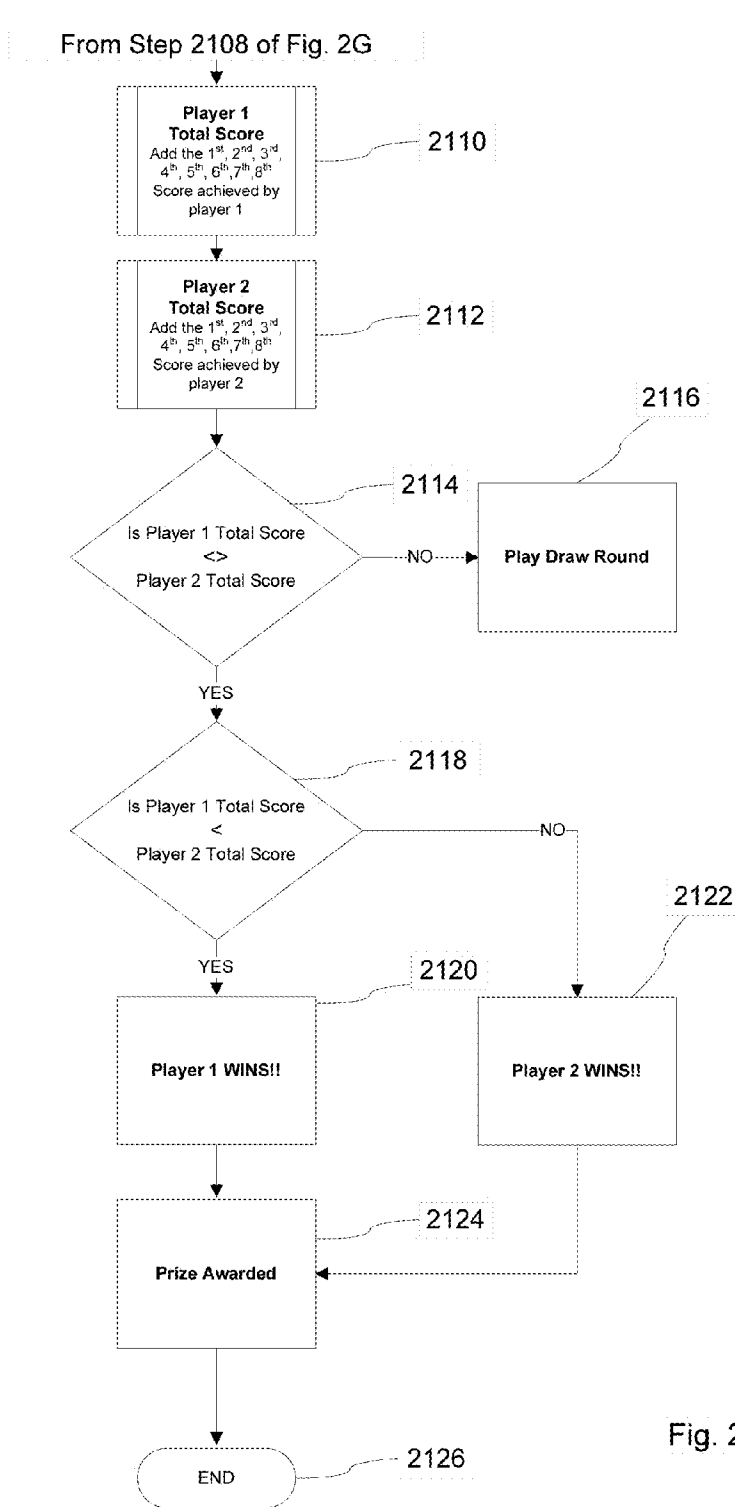 From Step 2108 of Fig. 2G
Player 1
Total Score
Add the 1st, 2nd, 3rd,
4th, 5th, 6th,7th,8th
Score achieved by
player 1
2110
Player 2
Total Score
Add the 1st, 2nd, 3rd,
4th, 5th, 6th,7th,8th
Score achieved by
player 2
2112
2116
2114
Is Player 1 Total Score
<>
Player 2 Total Score
NO
Play Draw Round
YES
2118
Is Player 1 Total Score
<
Player 2 Total Score
NO
2122
YES
2120
Player 1 WINS!!
Player 2 WINS!!
2124
Prize Awarded
Fig. 2
2126
END